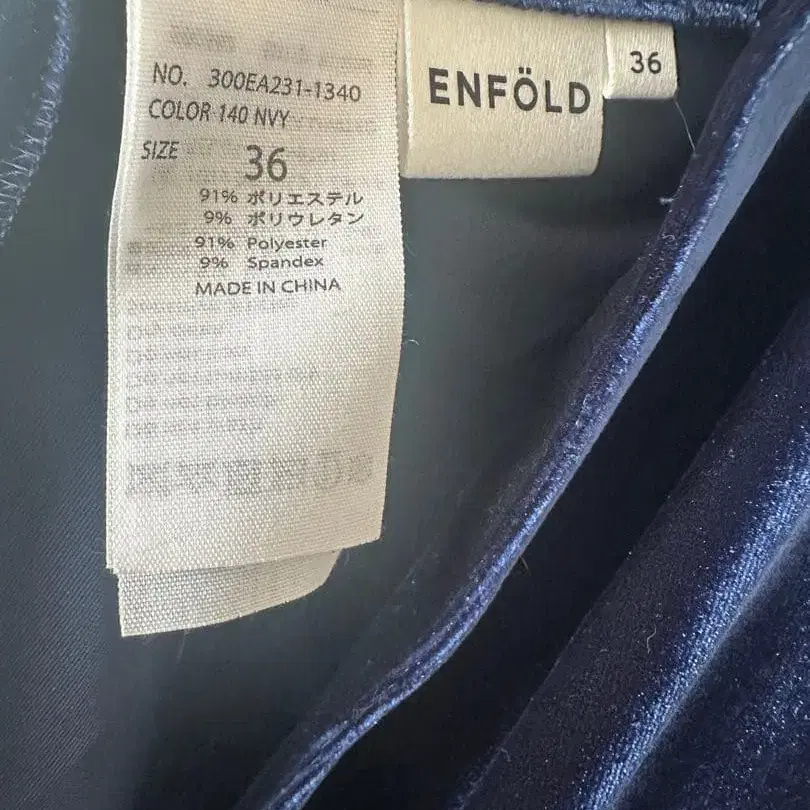 NO. 300EA231-1340
COLOR 140 NVY
SIZE 36
91% ポリエステル
9% ポリウレタン
91% Polyester
9% Spandex
MADE IN CHINA
ENFÖLD
36